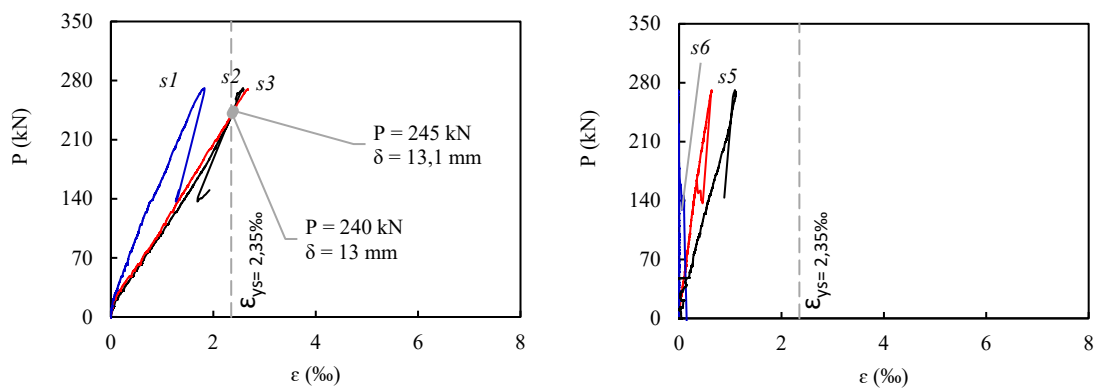 350
280
210
140
70
0
P (kN)
s1
s2
s3
P = 245 kN
δ = 13,1 mm
P = 240 kN
δ = 13 mm
εys= 2,35‰
0 2 4 6 8
ε (‰)
350
280
210
140
70
0
P (kN)
s6
s5
εys= 2,35‰
0 2 4 6 8
ε (‰)